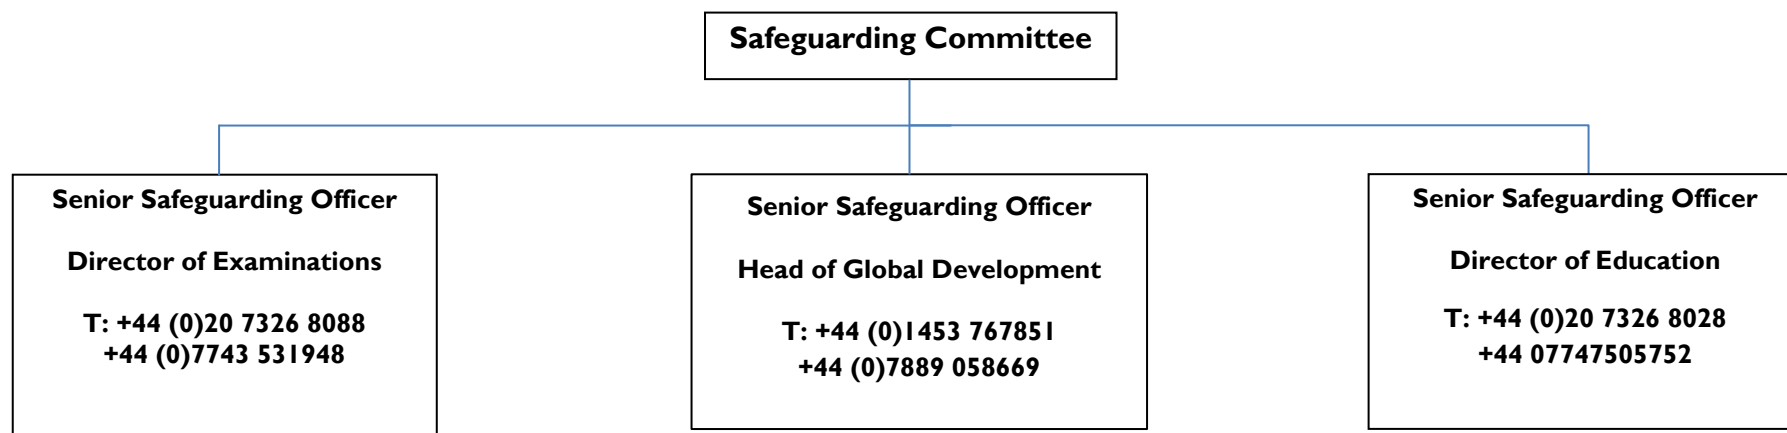 Safeguarding Committee
Senior Safeguarding Officer
Director of Examinations
T: +44 (0)20 7326 8088
+44 (0)7743 531948
Senior Safeguarding Officer
Head of Global Development
T: +44 (0)1453 767851
+44 (0)7889 058669
Senior Safeguarding Officer
Director of Education
T: +44 (0)20 7326 8028
+44 07747505752